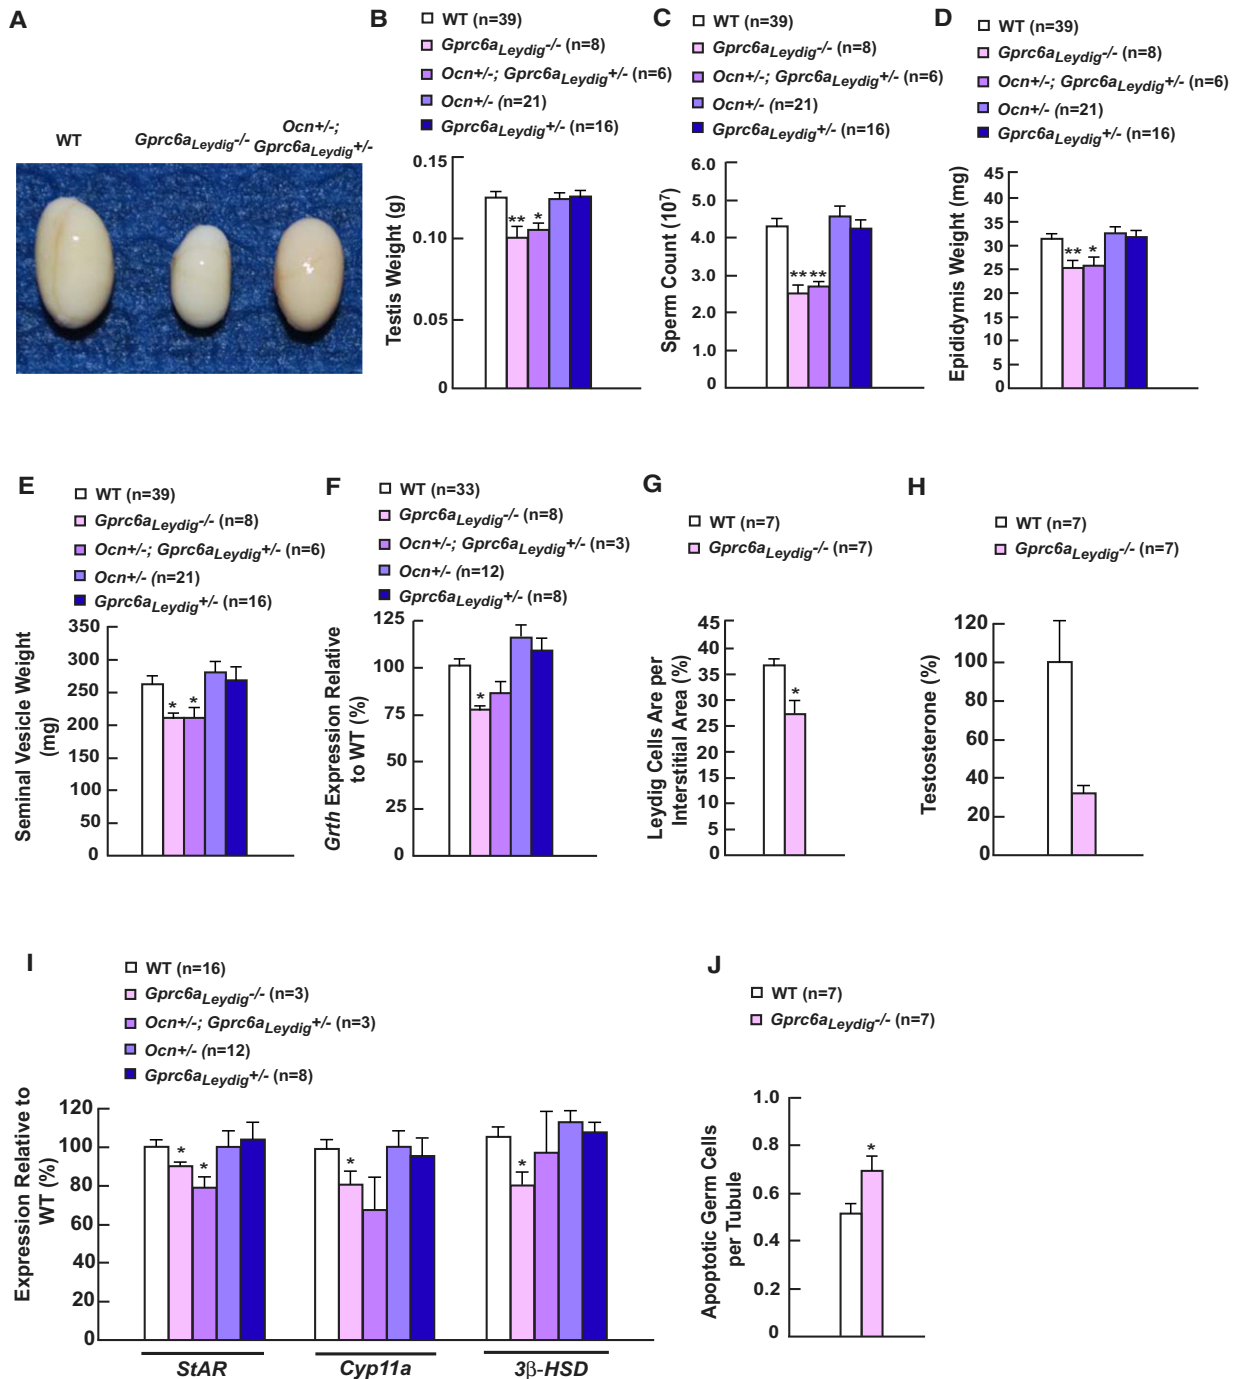 A
WT
Gprc6aLeydig-/-
Ocn+/-;
Gprc6aLeydig+/-
B
WT (n=39)
Gprc6aLeydig-/- (n=8)
Ocn+/-; Gprc6aLeydig+/- (n=6)
Ocn+/- (n=21)
Gprc6aLeydig+/- (n=16)
Testis Weight (g)
0.15
0.10
0.05
0
** *
C
WT (n=39)
Gprc6aLeydig-/- (n=8)
Ocn+/-; Gprc6aLeydig+/- (n=6)
Ocn+/- (n=21)
Gprc6aLeydig+/- (n=16)
Sperm Count (10⁷)
6.0
5.0
4.0
3.0
2.0
1.0
0
** **
D
WT (n=39)
Gprc6aLeydig-/- (n=8)
Ocn+/-; Gprc6aLeydig+/- (n=6)
Ocn+/- (n=21)
Gprc6aLeydig+/- (n=16)
Epididymis Weight (mg)
45
40
35
30
25
20
15
10
5
0
** *
E
WT (n=39)
Gprc6aLeydig-/- (n=8)
Ocn+/-; Gprc6aLeydig+/- (n=6)
Ocn+/- (n=21)
Gprc6aLeydig+/- (n=16)
Seminal Vesicle Weight
(mg)
350
300
250
200
150
100
50
0
* *
F
WT (n=33)
Gprc6aLeydig-/- (n=8)
Ocn+/-; Gprc6aLeydig+/- (n=3)
Ocn+/- (n=12)
Gprc6aLeydig+/- (n=8)
Grth Expression Relative
to WT (%)
125
100
75
50
25
0
*
G
WT (n=7)
Gprc6aLeydig-/- (n=7)
Leydig Cells Are per
Interstitial Area (%)
45
40
35
30
25
20
15
10
5
0
*
H
WT (n=7)
Gprc6aLeydig-/- (n=7)
Testosterone (%)
120
100
80
60
40
20
0
I
WT (n=16)
Gprc6aLeydig-/- (n=3)
Ocn+/-; Gprc6aLeydig+/- (n=3)
Ocn+/- (n=12)
Gprc6aLeydig+/- (n=8)
Expression Relative to
WT (%)
120
100
80
60
40
20
0
* * * *
StAR
Cyp11a
3β-HSD
J
WT (n=7)
Gprc6aLeydig-/- (n=7)
Apoptotic Germ Cells
per Tubule
1.0
0.8
0.6
0.4
0.2
0
*